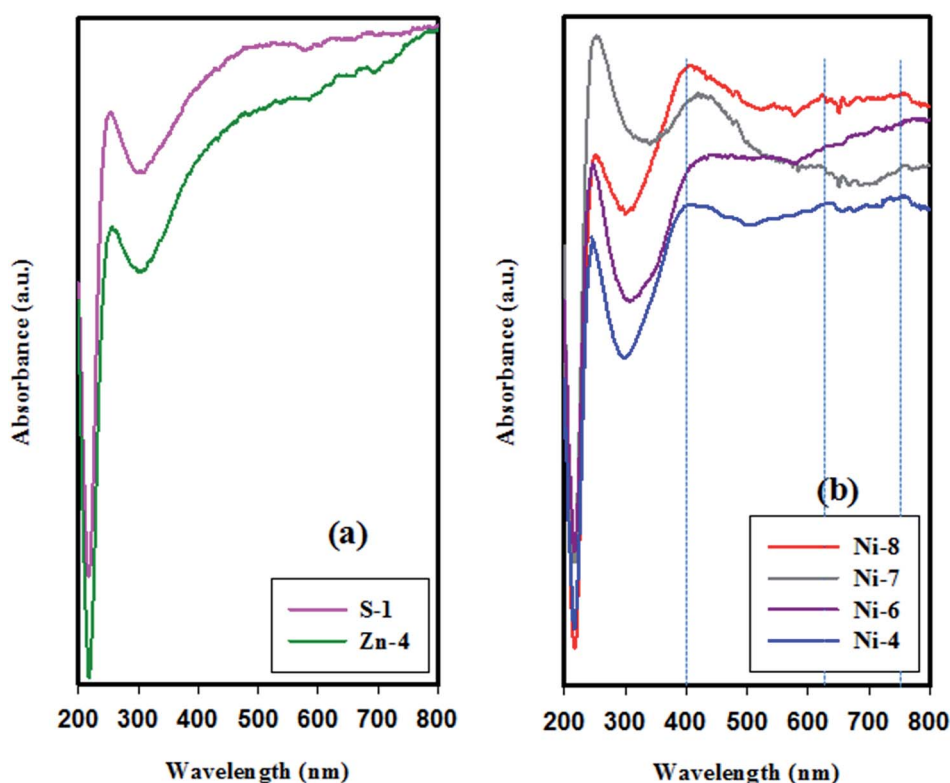 Absorbance (a.u.)
(a)
S-1
Zn-4
200 300 400 500 600 700 800
Wavelength (nm)
Absorbance (a.u.)
(b)
Ni-8
Ni-7
Ni-6
Ni-4
200 300 400 500 600 700 800
Wavelength (nm)